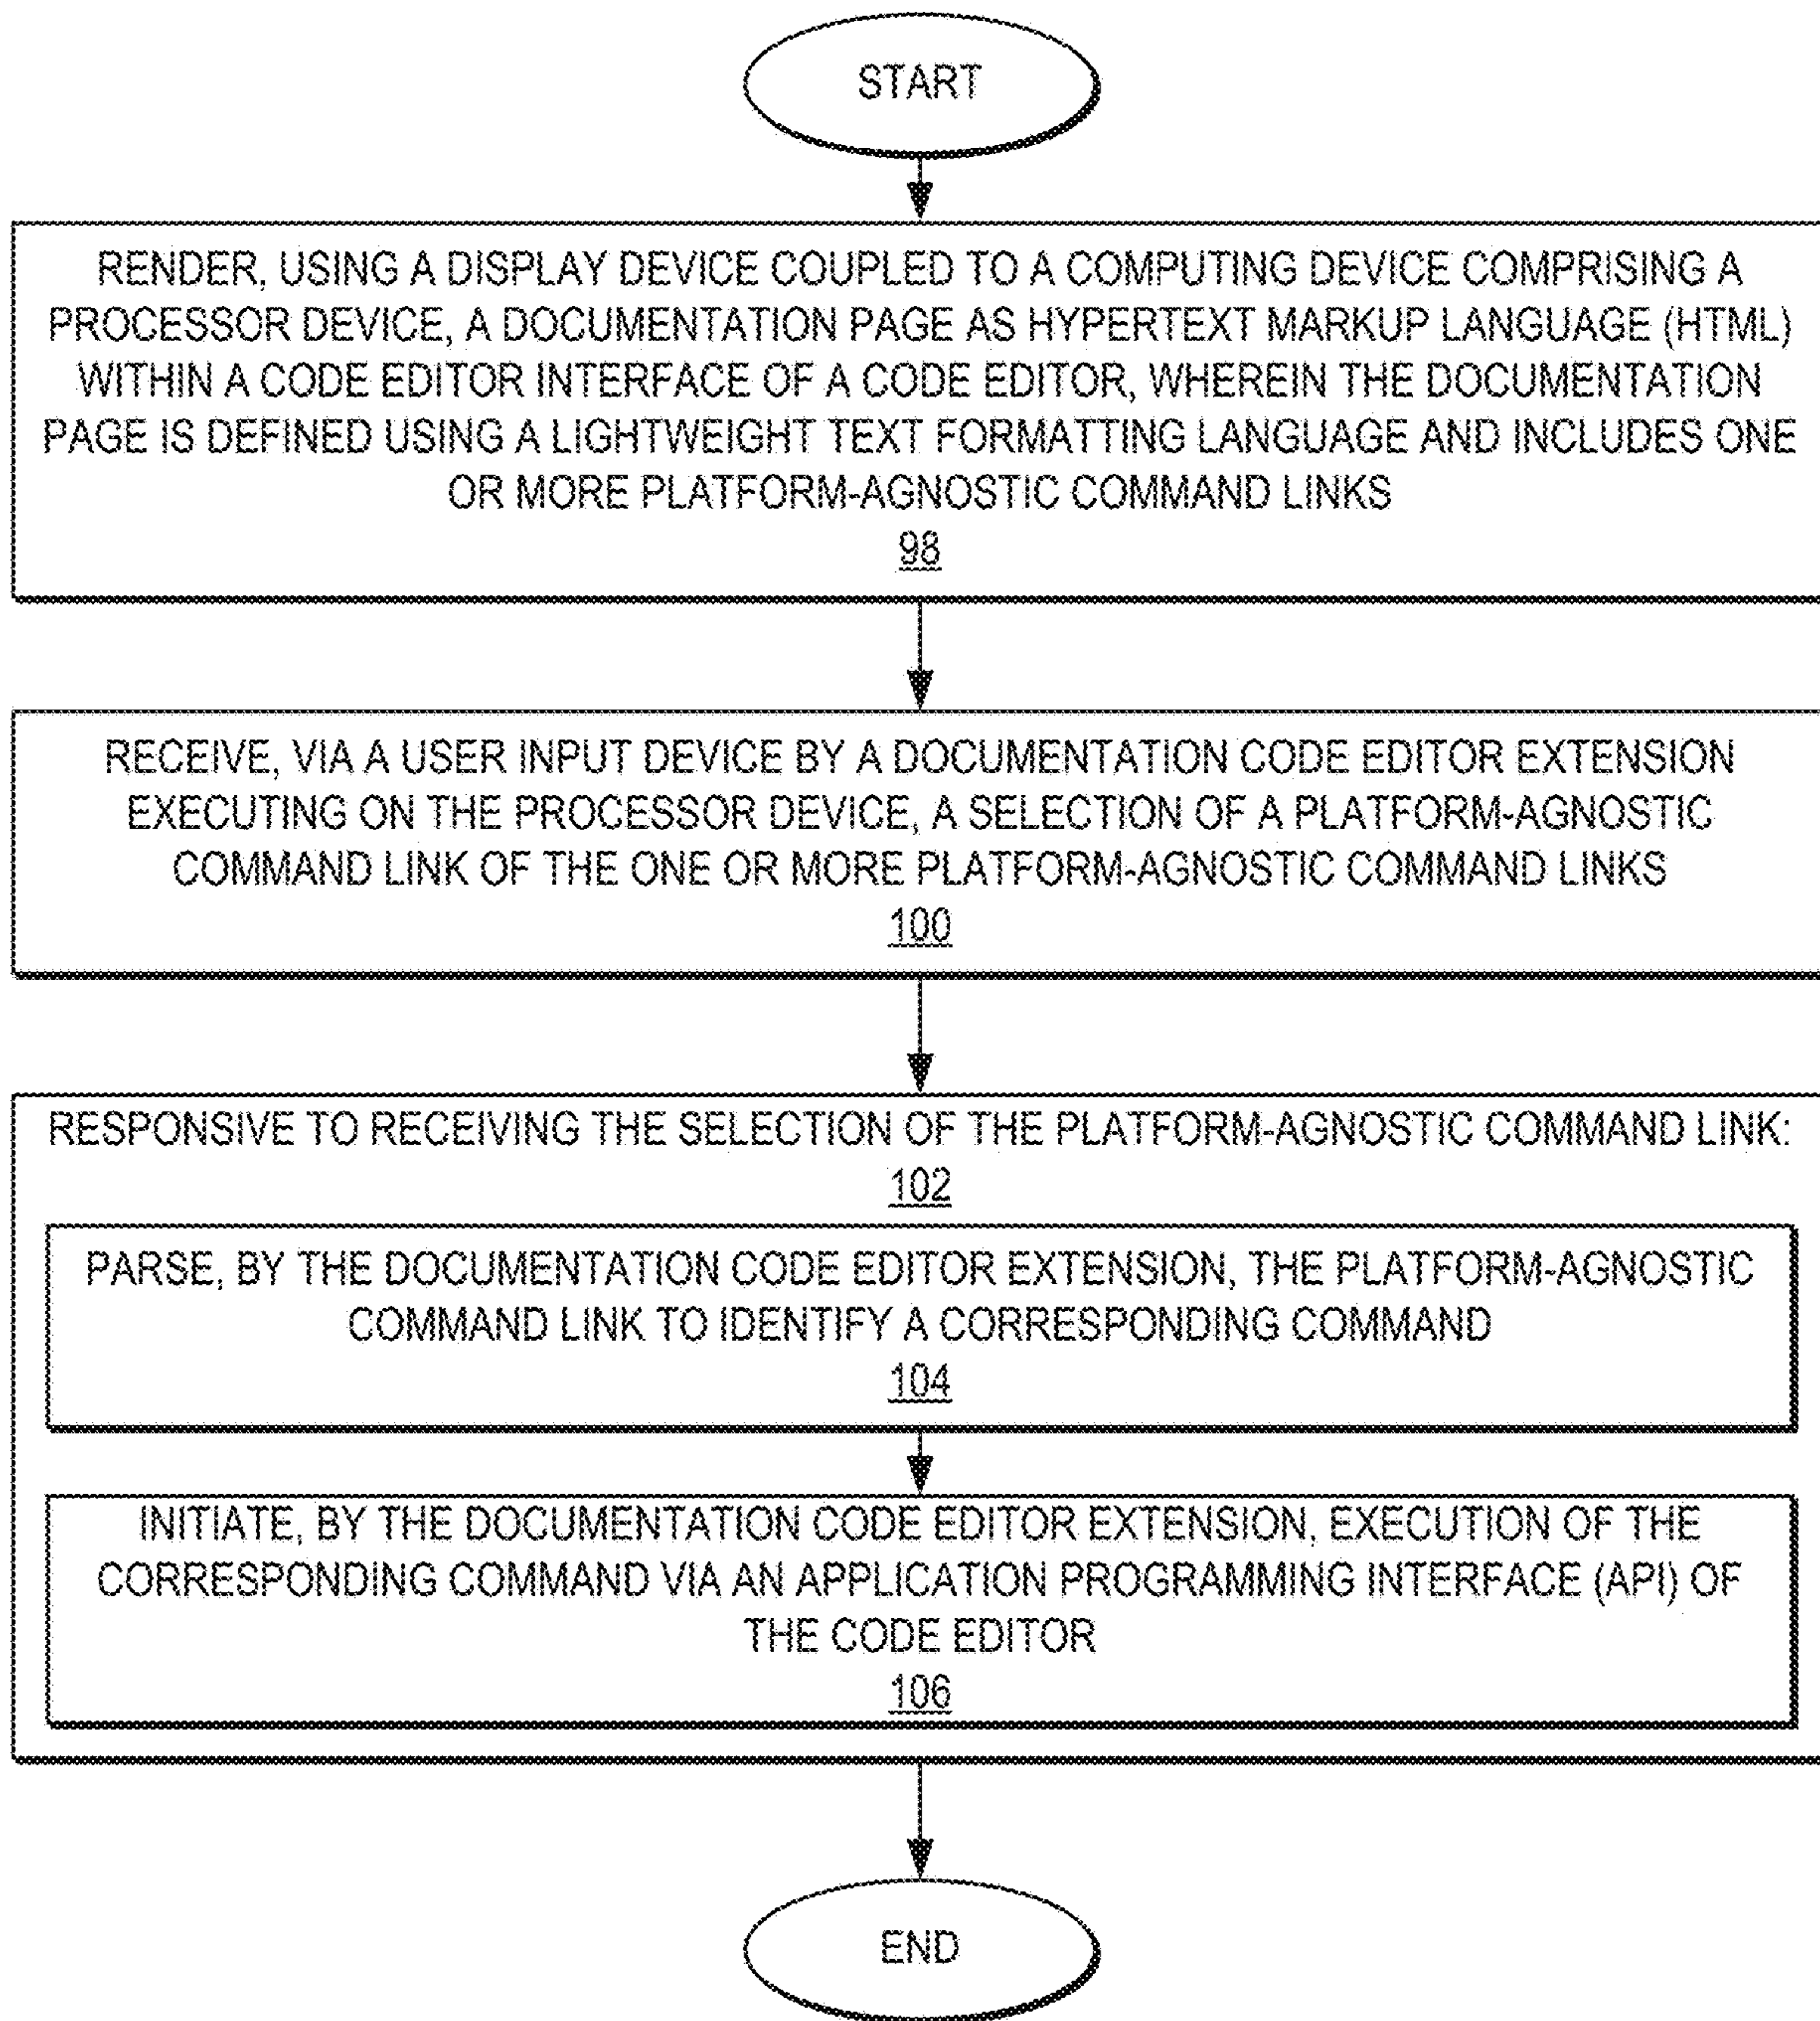 START
RENDER, USING A DISPLAY DEVICE COUPLED TO A COMPUTING DEVICE COMPRISING A
PROCESSOR DEVICE, A DOCUMENTATION PAGE AS HYPERTEXT MARKUP LANGUAGE (HTML)
WITHIN A CODE EDITOR INTERFACE OF A CODE EDITOR, WHEREIN THE DOCUMENTATION
PAGE IS DEFINED USING A LIGHTWEIGHT TEXT FORMATTING LANGUAGE AND INCLUDES ONE
OR MORE PLATFORM-AGNOSTIC COMMAND LINKS
98
RECEIVE, VIA A USER INPUT DEVICE BY A DOCUMENTATION CODE EDITOR EXTENSION
EXECUTING ON THE PROCESSOR DEVICE, A SELECTION OF A PLATFORM-AGNOSTIC
COMMAND LINK OF THE ONE OR MORE PLATFORM-AGNOSTIC COMMAND LINKS
100
RESPONSIVE TO RECEIVING THE SELECTION OF THE PLATFORM-AGNOSTIC COMMAND LINK:
102
PARSE, BY THE DOCUMENTATION CODE EDITOR EXTENSION, THE PLATFORM-AGNOSTIC
COMMAND LINK TO IDENTIFY A CORRESPONDING COMMAND
104
INITIATE, BY THE DOCUMENTATION CODE EDITOR EXTENSION, EXECUTION OF THE
CORRESPONDING COMMAND VIA AN APPLICATION PROGRAMMING INTERFACE (API) OF
THE CODE EDITOR
106
END